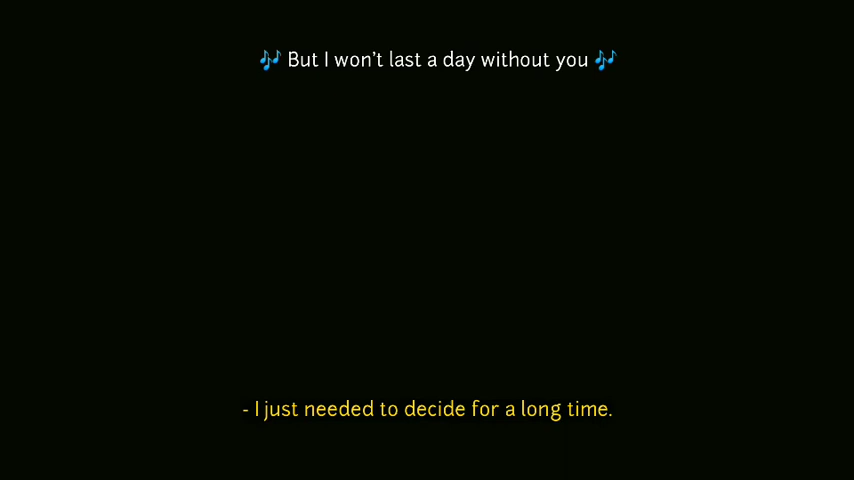 🎶 But I won’t last a day without you 🎶
- I just needed to decide for a long time.